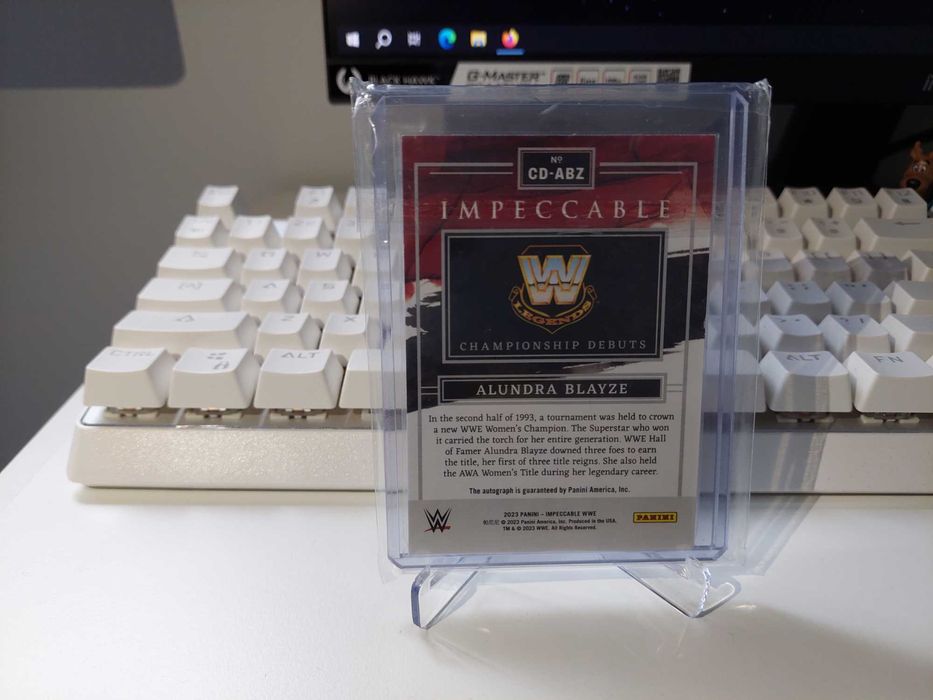 G-MASTER
Nº
CD-ABZ
IMPECCABLE
W
LEGENDS
CHAMPIONSHIP DEBUTS
ALUNDRA BLAYZE
In the second half of 1993, a tournament was held to crown
a new WWE Women's Champion. The Superstar who won
it carried the torch for her entire generation. WWE Hall
of Famer Alundra Blayze downed three foes to earn
the title, her first of three title reigns. She also held
the AWA Women's Title during her legendary career.
The autograph is guaranteed by Panini America, Inc.
W
2023 PANINI – IMPECCABLE WWE
© 2023 Panini America, Inc. Produced in the USA.
TM & © 2023 WWE. All Rights Reserved.
PANINI
W
A
S
Z
X
CTRL
ALT
ALT
FN